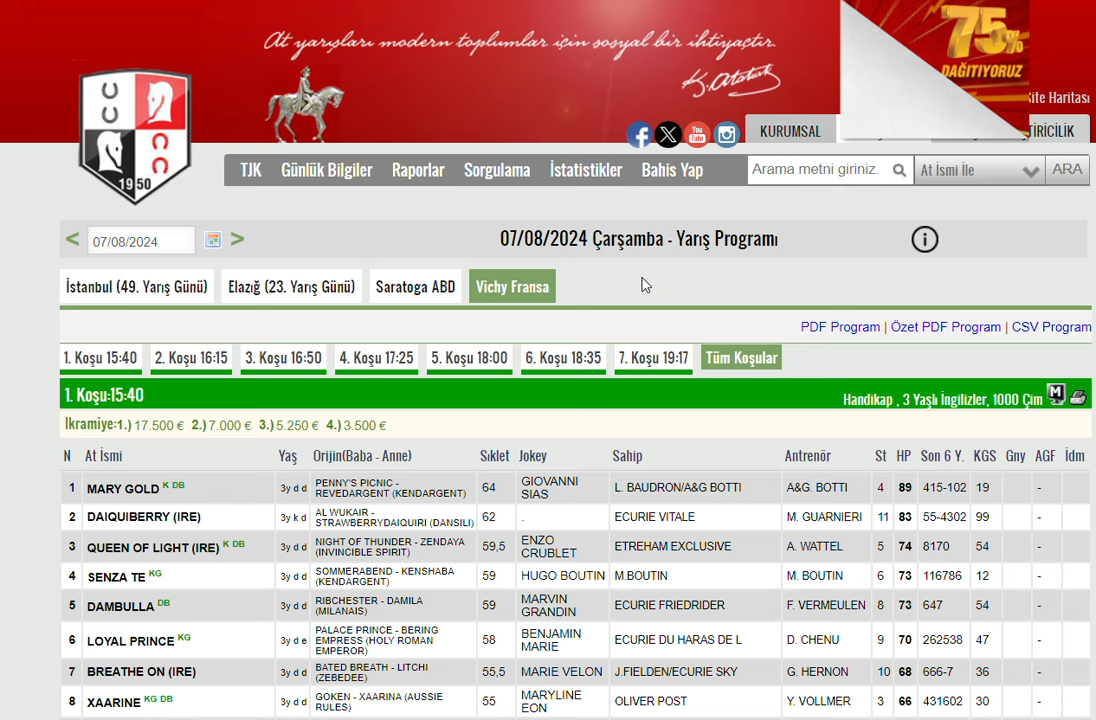 At yarışları modern toplumlar için sosyal bir ihtiyaçtır.
K. Atatürk
75%
DAĞITIYORUZ
Site Haritası
C C C C
1950
KURUMSAL
TİRİCİLİK
TJK Günlük Bilgiler Raporlar Sorgulama İstatistikler Bahis Yap
Arama metni giriniz. At İsmi İle ARA
< 07/08/2024 > 07/08/2024 Çarşamba - Yarış Programı
İstanbul (49. Yarış Günü) Elazığ (23. Yarış Günü) Saratoga ABD Vichy Fransa
PDF Program | Özet PDF Program | CSV Program
1. Koşu 15:40 2. Koşu 16:15 3. Koşu 16:50 4. Koşu 17:25 5. Koşu 18:00 6. Koşu 18:35 7. Koşu 19:17 Tüm Koşular
1. Koşu:15:40 Handikap , 3 Yaşlı İngilizler, 1000 Çim M
İkramiye:1.) 17.500 € 2.) 7.000 € 3.) 5.250 € 4.) 3.500 €
N At İsmi Yaş Orijin(Baba - Anne) Sıklet Jokey Sahip Antrenör St HP Son 6 Y. KGS Gny AGF İdm
1 MARY GOLD K DB 3y d d PENNY'S PICNIC - REVEDARGENT (KENDARGENT) 64 GIOVANNI SIAS L. BAUDRON/A&G BOTTI A&G. BOTTI 4 89 415-102 19 -
2 DAIQUIBERRY (IRE) 3y k d AL WUKAIR - STRAWBERRYDAIQUIRI (DANSILI) 62 . ECURIE VITALE M. GUARNIERI 11 83 55-4302 99 -
3 QUEEN OF LIGHT (IRE) K DB 3y d d NIGHT OF THUNDER - ZENDAYA (INVINCIBLE SPIRIT) 59,5 ENZO CRUBLET ETREHAM EXCLUSIVE A. WATTEL 5 74 8170 54 -
4 SENZA TE KG 3y d d SOMMERABEND - KENSHABA (KENDARGENT) 59 HUGO BOUTIN M.BOUTIN M. BOUTIN 6 73 116786 12 -
5 DAMBULLA DB 3y d d RIBCHESTER - DAMILA (MILANAIS) 59 MARVIN GRANDIN ECURIE FRIEDRIDER F. VERMEULEN 8 73 647 54 -
6 LOYAL PRINCE KG 3y d e PALACE PRINCE - BERING EMPRESS (HOLY ROMAN EMPEROR) 58 BENJAMIN MARIE ECURIE DU HARAS DE L D. CHENU 9 70 262538 47 -
7 BREATHE ON (IRE) 3y d d BATED BREATH - LITCHI (ZEBEDEE) 55,5 MARIE VELON J.FIELDEN/ECURIE SKY G. HERNON 10 68 666-7 36 -
8 XAARINE KG DB 3y d d GOKEN - XAARINA (AUSSIE RULES) 55 MARYLINE EON OLIVER POST Y. VOLLMER 3 66 431602 30 -